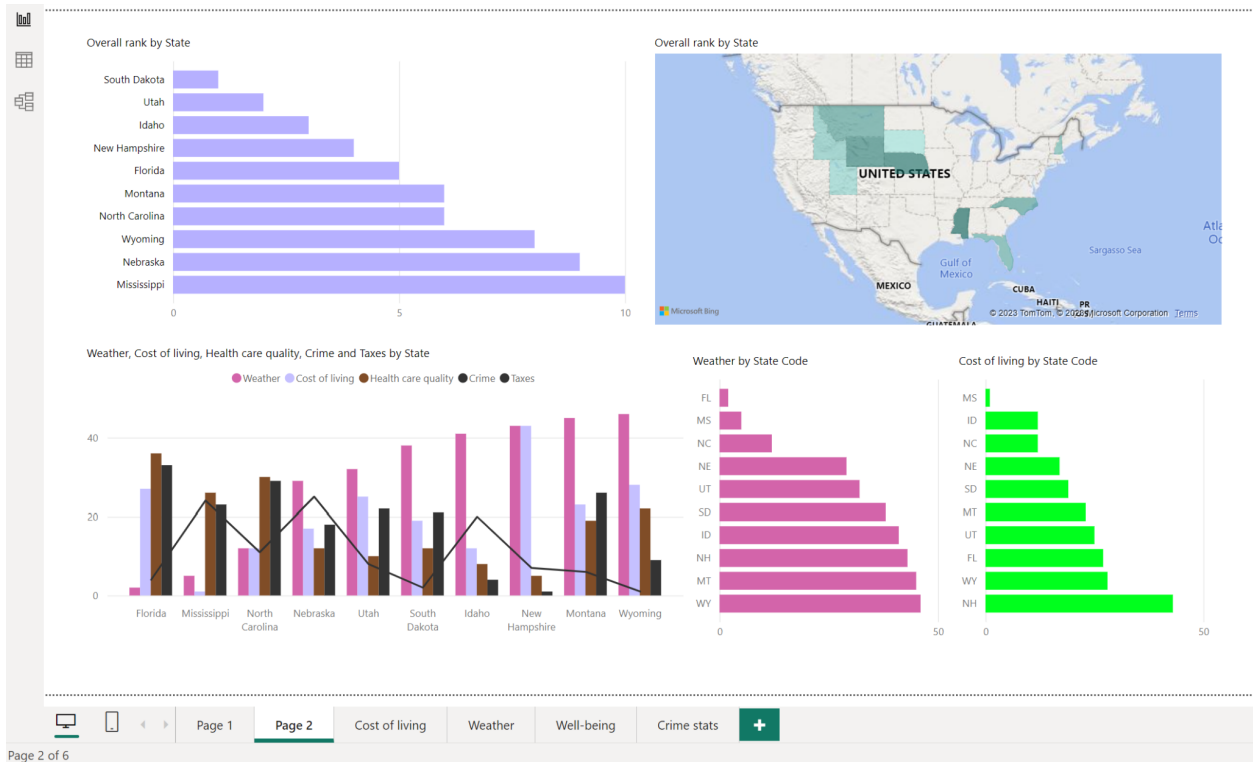 Overall rank by State
South Dakota
Utah
Idaho
New Hampshire
Florida
Montana
North Carolina
Wyoming
Nebraska
Mississippi
0 5 10
Overall rank by State
UNITED STATES
Atla
Oc
Sargasso Sea
Gulf of
Mexico
MEXICO
CUBA
HAITI
PR
GUATEMALA
Microsoft Bing
© 2023 TomTom, © Microsoft Corporation Terms
Weather, Cost of living, Health care quality, Crime and Taxes by State
Weather Cost of living Health care quality Crime Taxes
40
20
0
Florida Mississippi North Carolina Nebraska Utah South Dakota Idaho New Hampshire Montana Wyoming
Weather by State Code
FL
MS
NC
NE
UT
SD
ID
NH
MT
WY
0 50
Cost of living by State Code
MS
ID
NC
NE
SD
MT
UT
FL
WY
NH
0 50
Page 1 Page 2 Cost of living Weather Well-being Crime stats +
Page 2 of 6